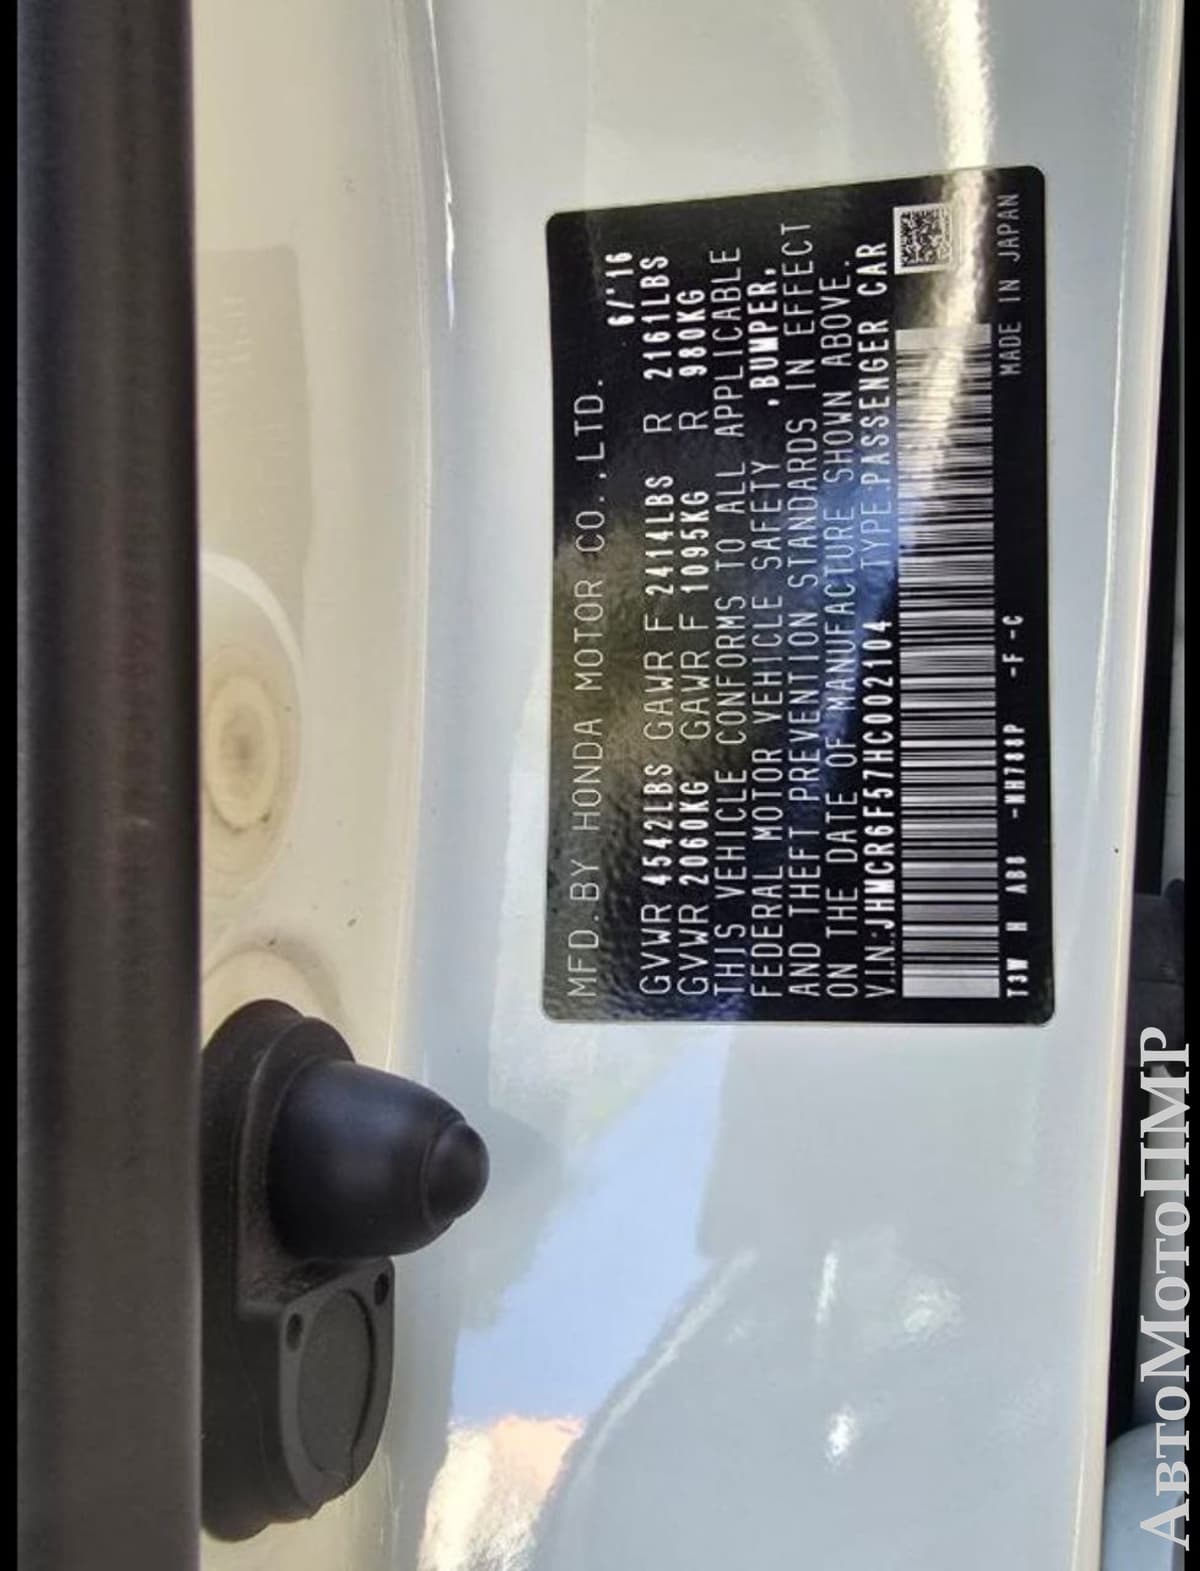 MFD.BY HONDA MOTOR CO.,LTD.
6/'16
GVWR 4542LBS GAWR F 2414LBS R 2161LBS
GVWR 2060KG GAWR F 1095KG R 980KG
THIS VEHICLE CONFORMS TO ALL APPLICABLE
FEDERAL MOTOR VEHICLE SAFETY ,BUMPER,
AND THEFT PREVENTION STANDARDS IN EFFECT
ON THE DATE OF MANUFACTURE SHOWN ABOVE.
V.I.N.:JHMCR6F57HC002104 TYPE:PASSENGER CAR
T3W H AB0 -NH788P -F -C MADE IN JAPAN
АвтоМотоПМР